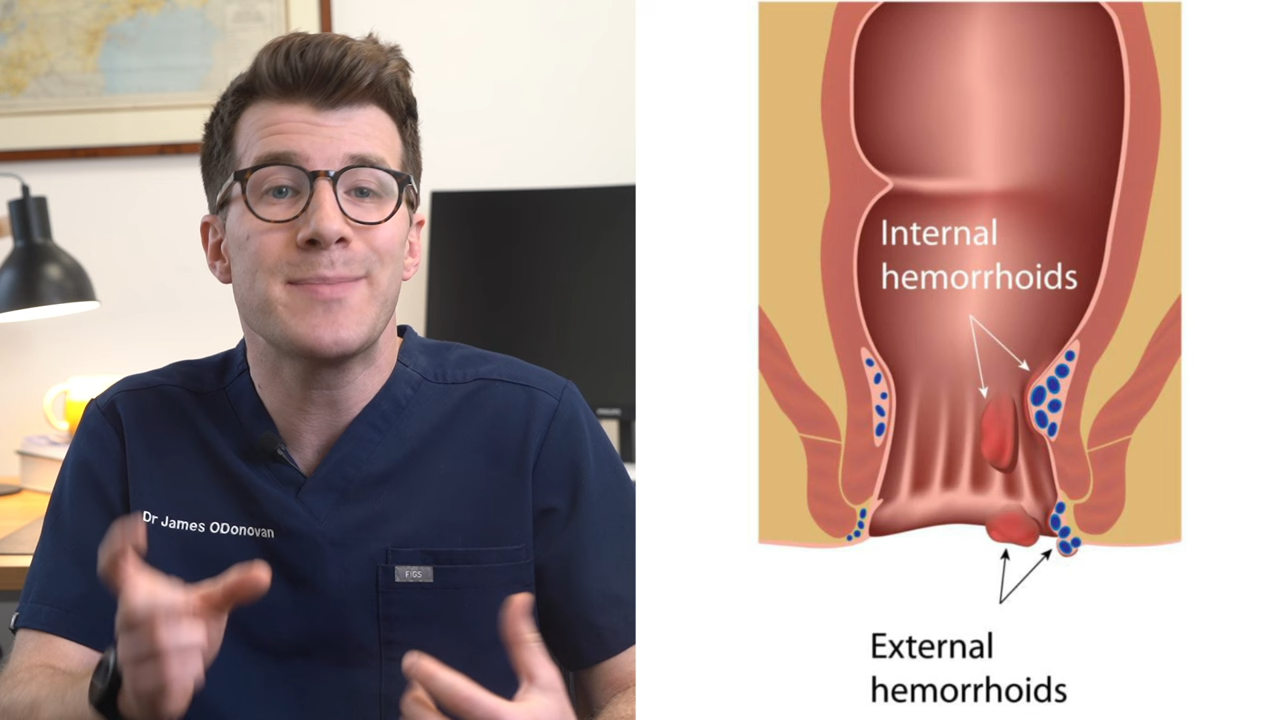 Dr James ODonovan
FIGS
Internal
hemorrhoids
External
hemorrhoids